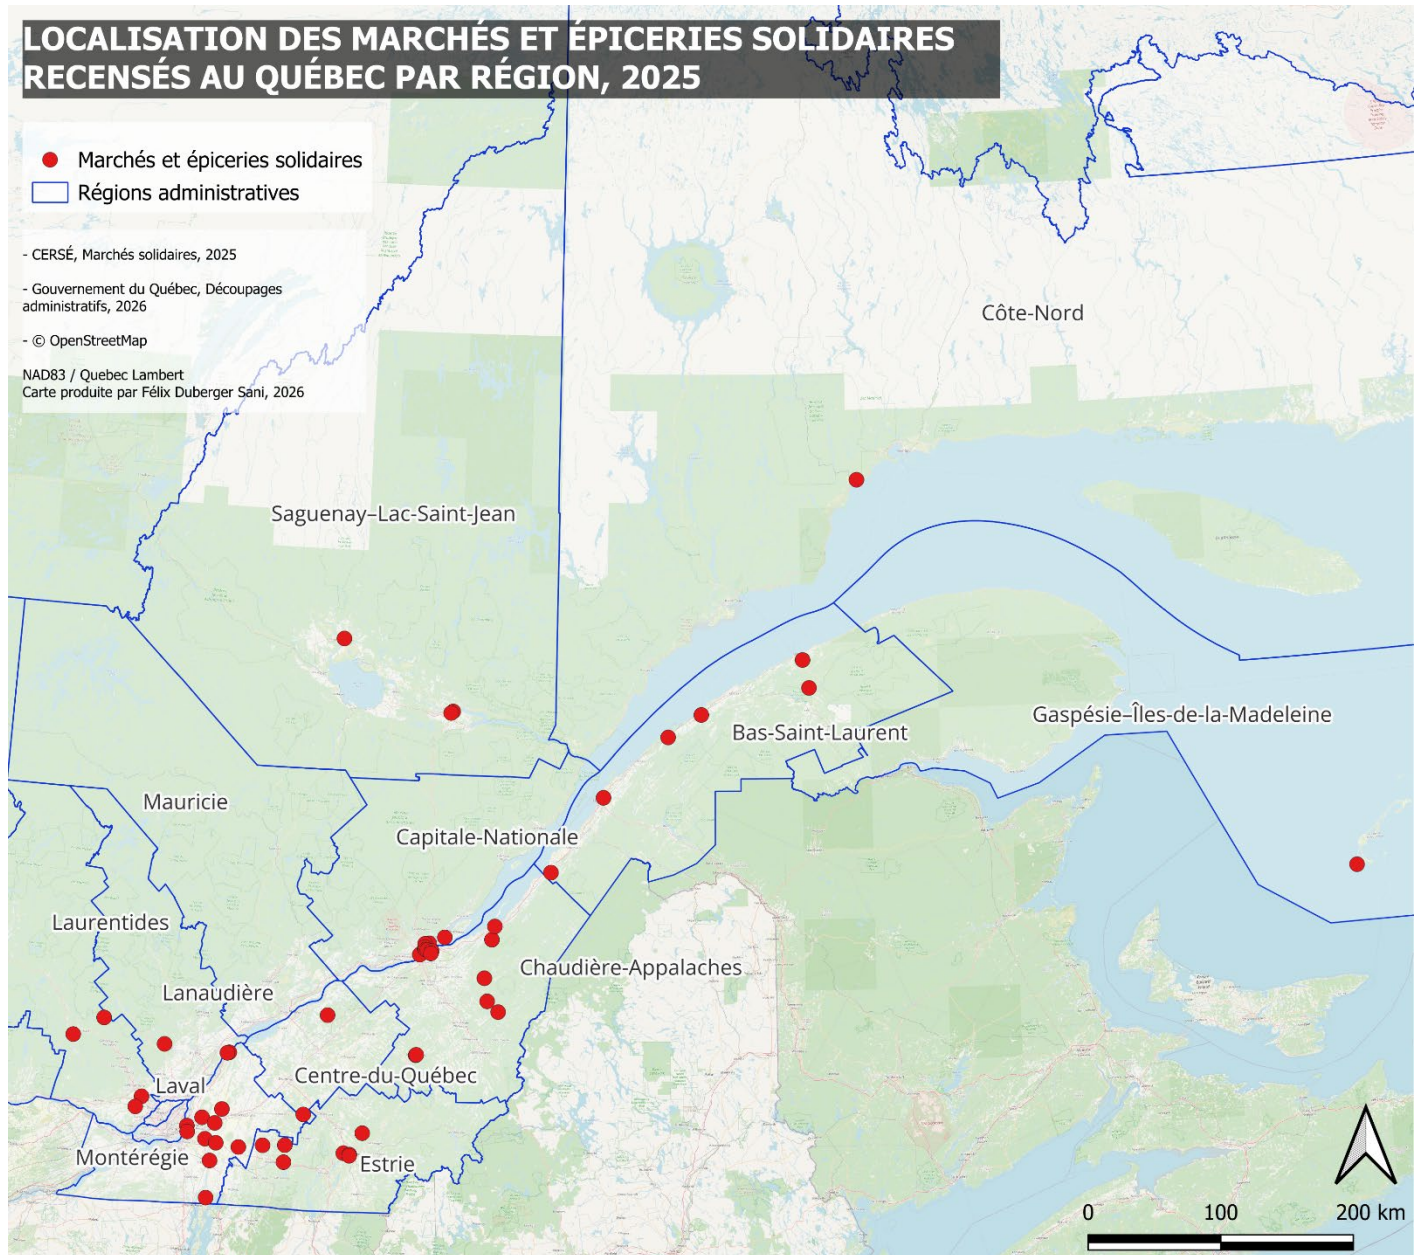 LOCALISATION DES MARCHÉS ET ÉPICERIES SOLIDAIRES
RECENSÉS AU QUÉBEC PAR RÉGION, 2025
Marchés et épiceries solidaires
Régions administratives
- CERSÉ, Marchés solidaires, 2025
- Gouvernement du Québec, Découpages
administratifs, 2026
- © OpenStreetMap
NAD83 / Quebec Lambert
Carte produite par Félix Duberger Sani, 2026
Côte-Nord
Saguenay–Lac-Saint-Jean
Gaspésie–Îles-de-la-Madeleine
Bas-Saint-Laurent
Mauricie
Capitale-Nationale
Laurentides
Chaudière-Appalaches
Lanaudière
Centre-du-Québec
Laval
Montérégie
Estrie
0 100 200 km